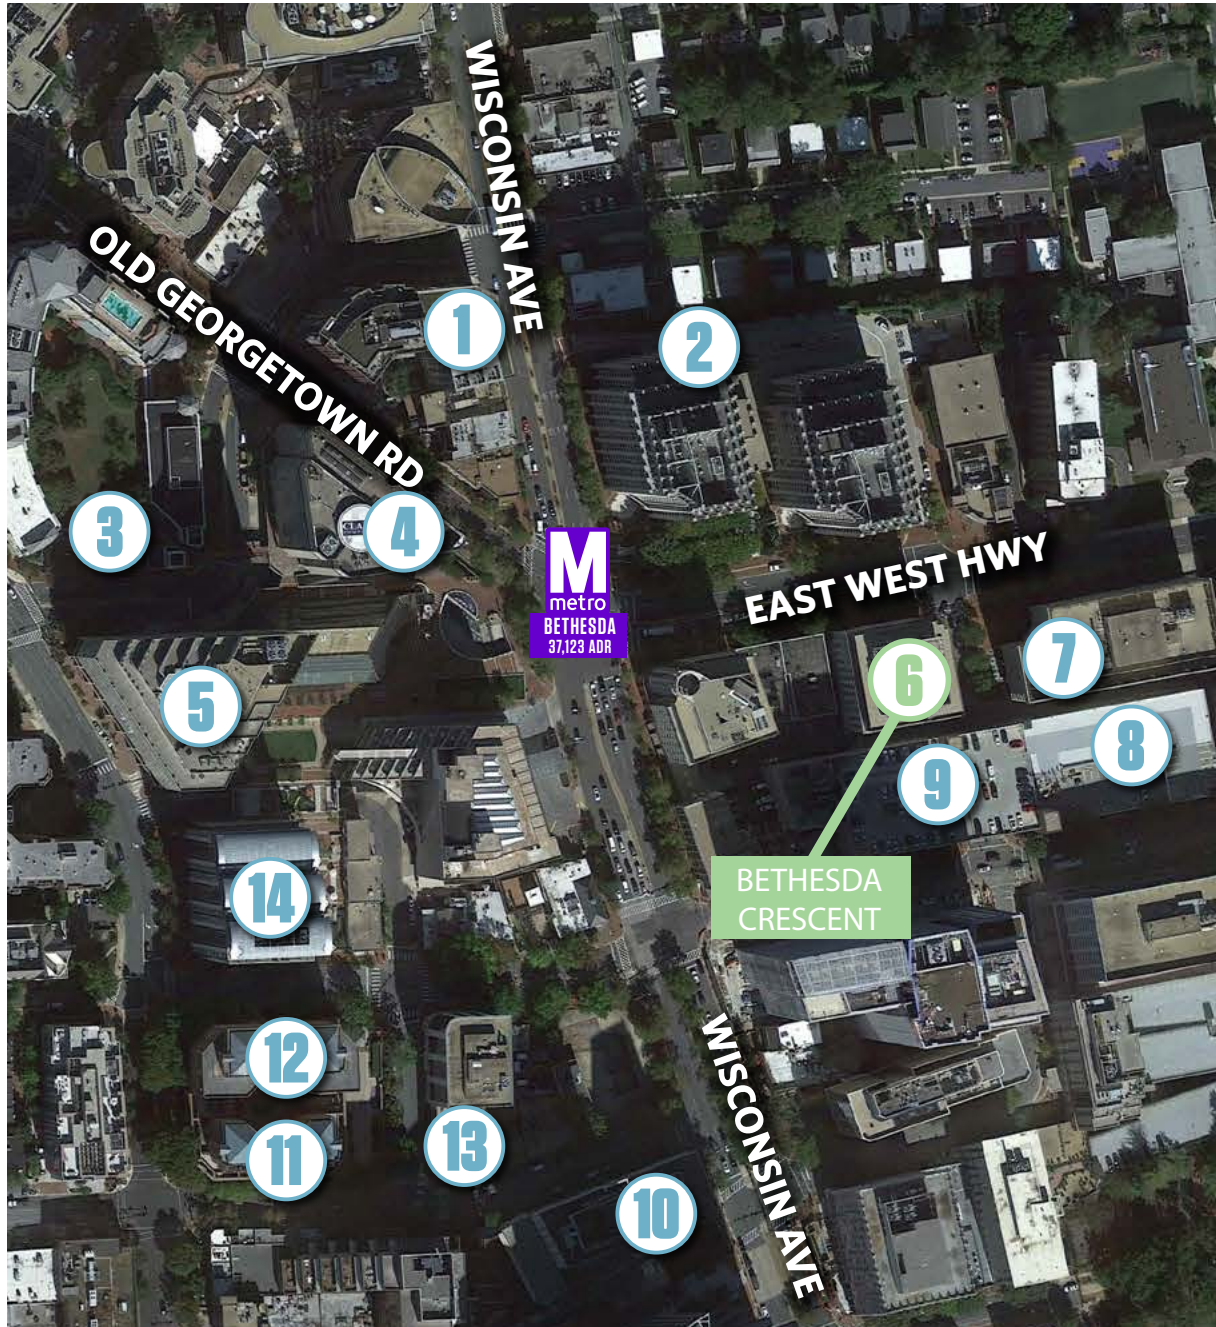 WISCONSIN AVE
OLD GEORGETOWN RD
1
2
3
4
CLA
M
metro
BETHESDA
37,123 ADR
EAST WEST HWY
5
6
7
8
9
BETHESDA
CRESCENT
14
12
11
13
10
WISCONSIN AVE